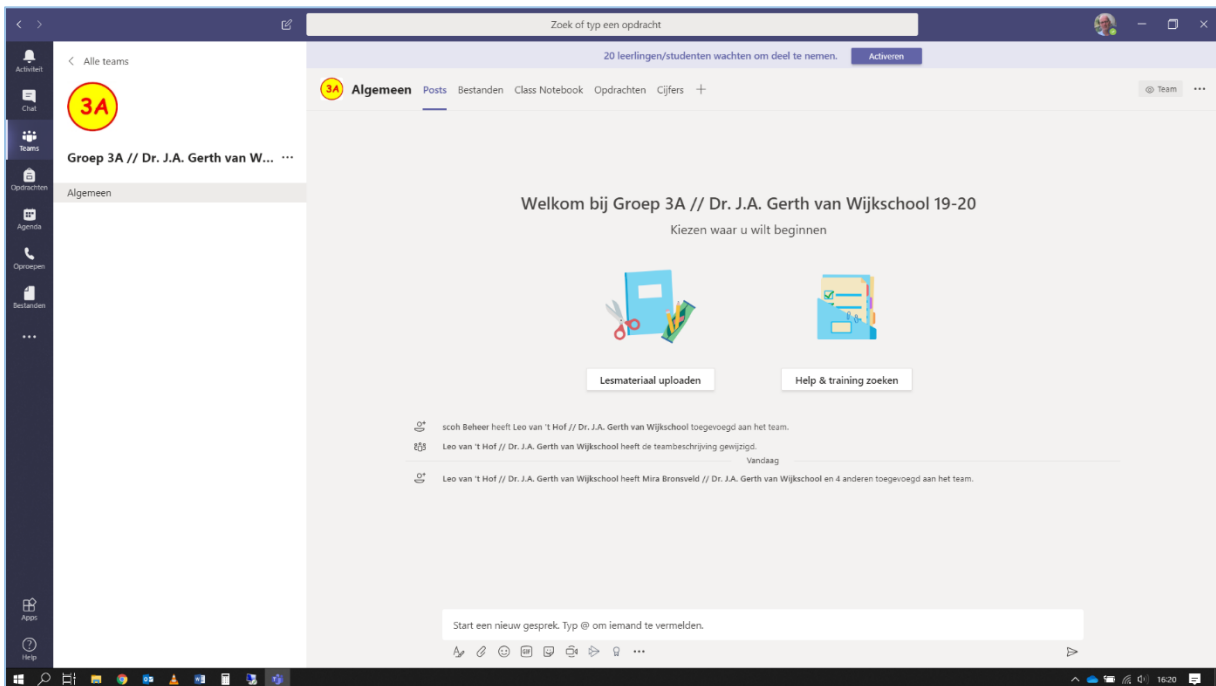 Zoek of typ een opdracht
Activiteit
Chat
Teams
Opdrachten
Agenda
Oproepen
Bestanden
Apps
Help
Alle teams
3A
Groep 3A // Dr. J.A. Gerth van W... ...
Algemeen
20 leerlingen/studenten wachten om deel te nemen. Activeren
3A Algemeen Posts Bestanden Class Notebook Opdrachten Cijfers +
Team ...
Welkom bij Groep 3A // Dr. J.A. Gerth van Wijkschool 19-20
Kiezen waar u wilt beginnen
Lesmateriaal uploaden Help & training zoeken
scoh Beheer heeft Leo van 't Hof // Dr. J.A. Gerth van Wijkschool toegevoegd aan het team.
Leo van 't Hof // Dr. J.A. Gerth van Wijkschool heeft de teambeschrijving gewijzigd.
Vandaag
Leo van 't Hof // Dr. J.A. Gerth van Wijkschool heeft Mira Bronsveld // Dr. J.A. Gerth van Wijkschool en 4 anderen toegevoegd aan het team.
Start een nieuw gesprek. Typ @ om iemand te vermelden.
GIF
16:20